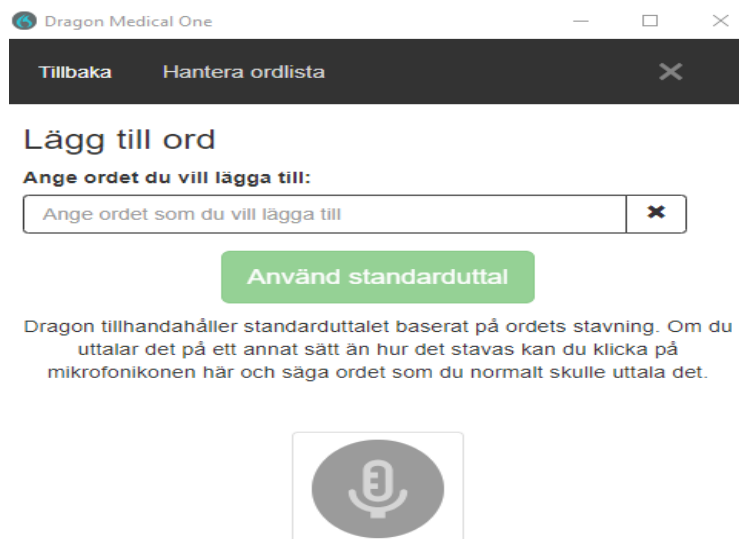 Dragon Medical One
Tillbaka Hantera ordlista
Lägg till ord
Ange ordet du vill lägga till:
Ange ordet som du vill lägga till
Använd standarduttal
Dragon tillhandahåller standarduttalet baserat på ordets stavning. Om du
uttalar det på ett annat sätt än hur det stavas kan du klicka på
mikrofonikonen här och säga ordet som du normalt skulle uttala det.